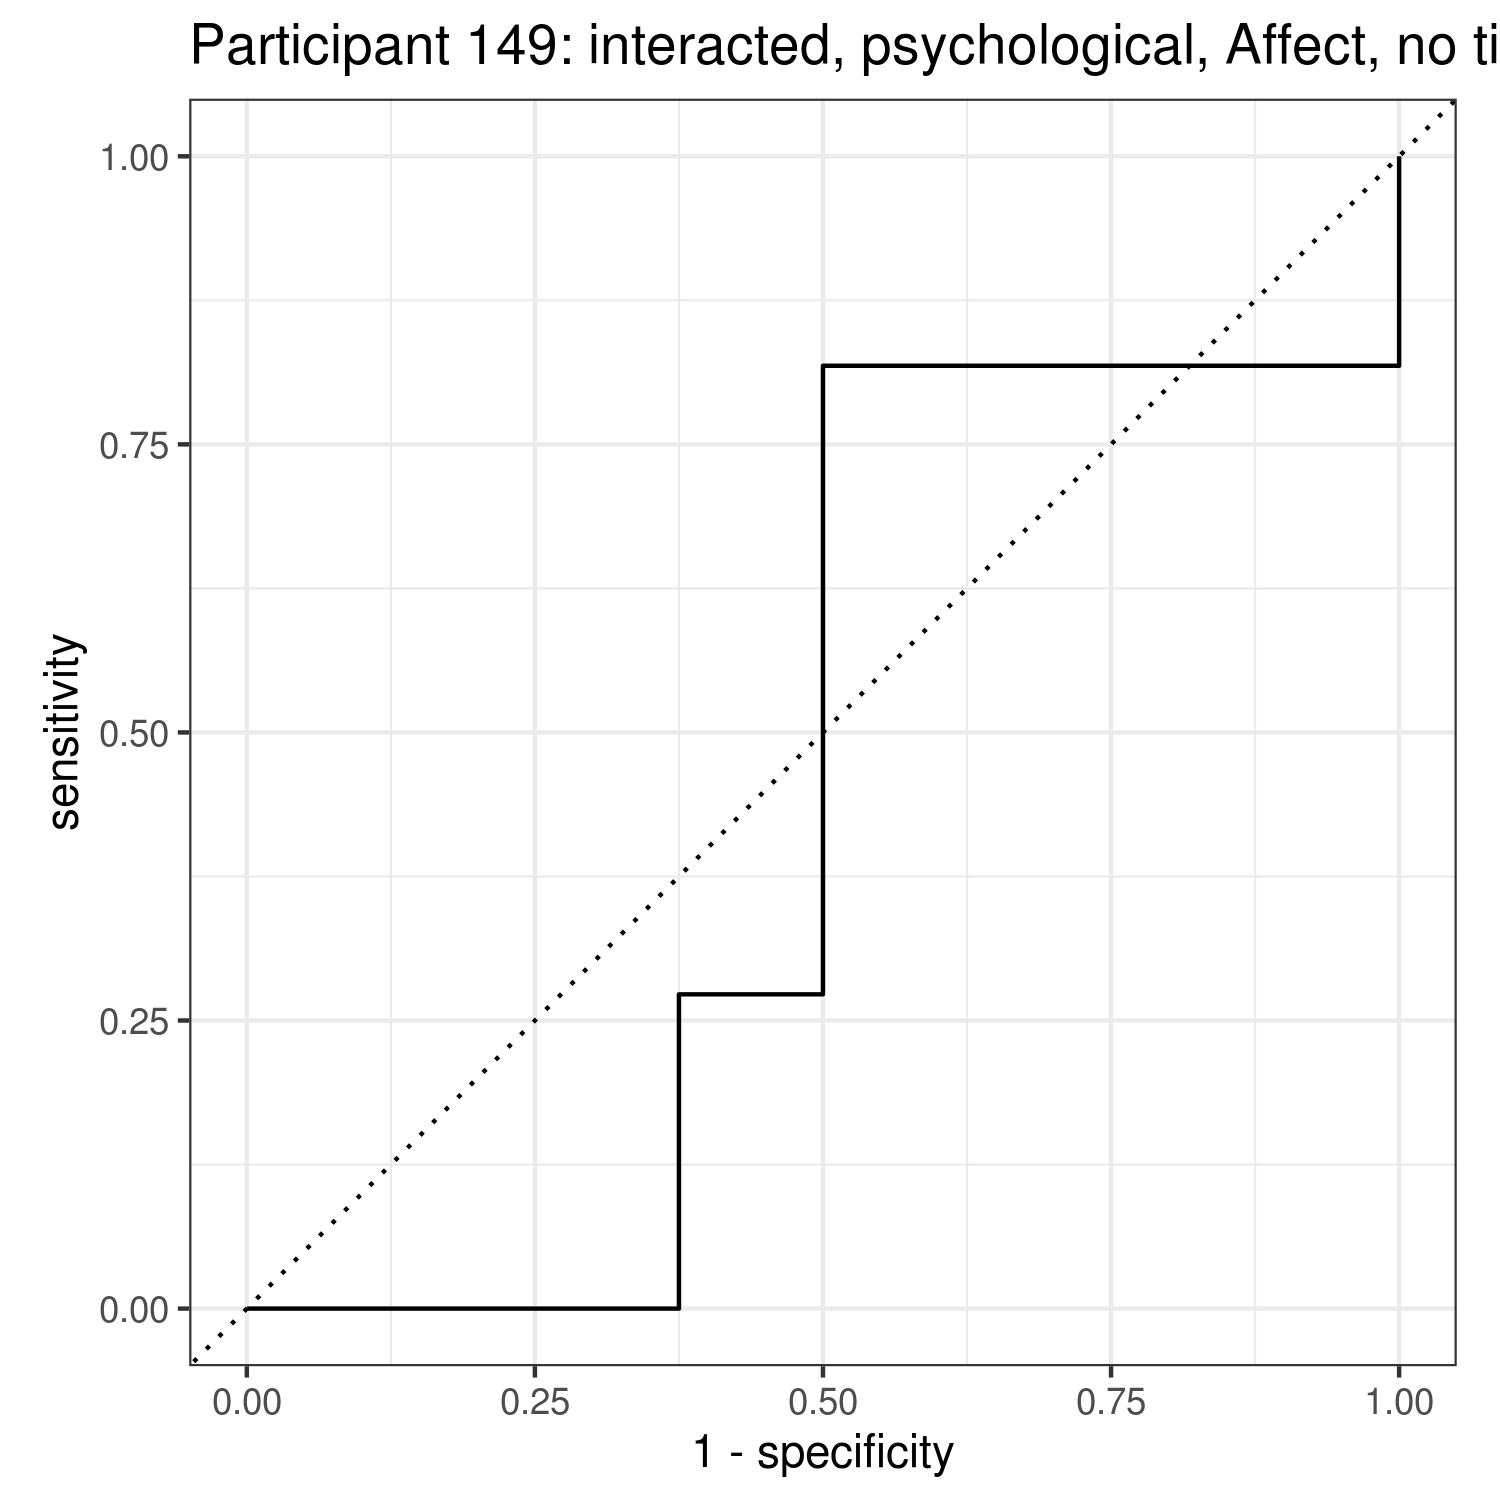 Participant 149: interacted, psychological, Affect, no ti
1.00
0.75
0.50
0.25
0.00
sensitivity
0.00 0.25 0.50 0.75 1.00
1 - specificity